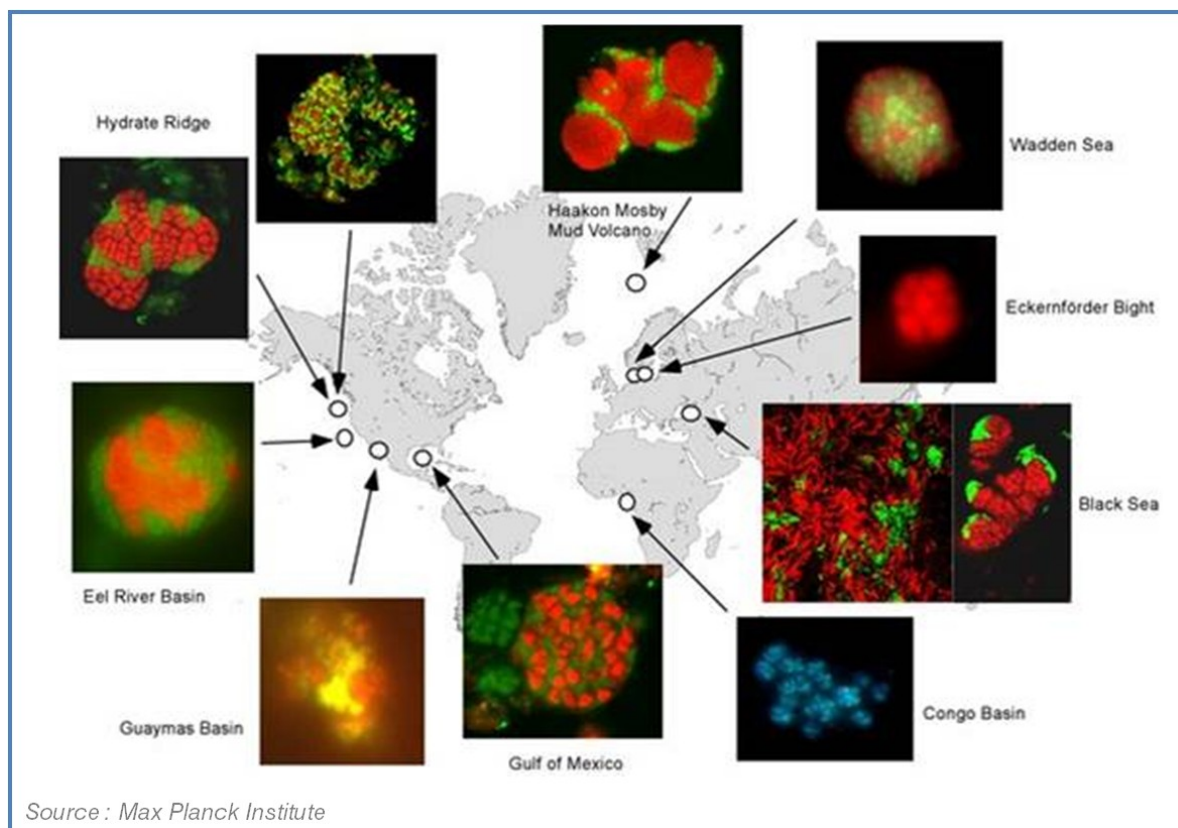 Hydrate Ridge
Haakon Mosby
Mud Volcano
Wadden Sea
Eckernförder Bight
Black Sea
Eel River Basin
Guaymas Basin
Gulf of Mexico
Congo Basin
Source : Max Planck Institute